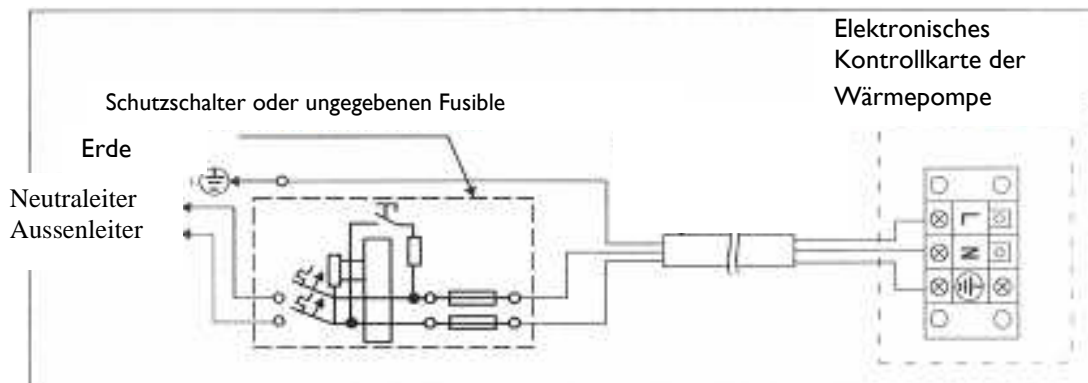 Elektronisches
Kontrollkarte der
Wärmepompe
Schutzschalter oder ungegebenen Fusible
Erde
Neutraleiter
Aussenleiter
L
N